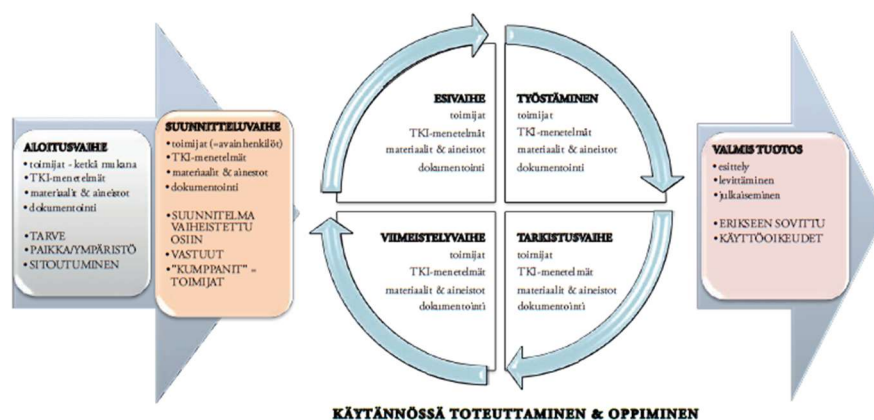 ALOITUSVAIHE
• toimijat - ketkä mukana
• TKI-menetelmät
• materiaalit & aineistot
• dokumentointi
• TARVE
• PAIKKA/YMPÄRISTÖ
• SITOUTUMINEN
SUUNNITTELUVAIHE
• toimijat (=avainhenkilöt)
• TKI-menetelmät
• materiaalit & ainestot
• dokumentointi
• SUUNNITELMA
VAIHEISTETTU
OSIIN
• VASTUUT
• "KUMPPANIT" =
TOIMIJAT
ESIVAIHE
toimijat
TKI-menetelmät
materiaalit & aineistot
dokumentointi
TYÖSTÄMINEN
toimijat
TKI-menetelmät
materiaalit & aineistot
dokumentointi
VIIMEISTELYVAIHE
toimijat
TKI-menetelmät
materiaalit & aineistot
dokumentointi
TARKISTUSVAIHE
toimijat
TKI-menetelmät
materiaalit & aineistot
dokumentointi
VALMIS TUOTOS
• esittely
• levittäminen
• julkaiseminen
• ERIKSEEN SOVITTU
• KÄYTTÖOIKEUDET
KÄYTÄNNÖSSÄ TOTEUTTAMINEN & OPPIMINEN